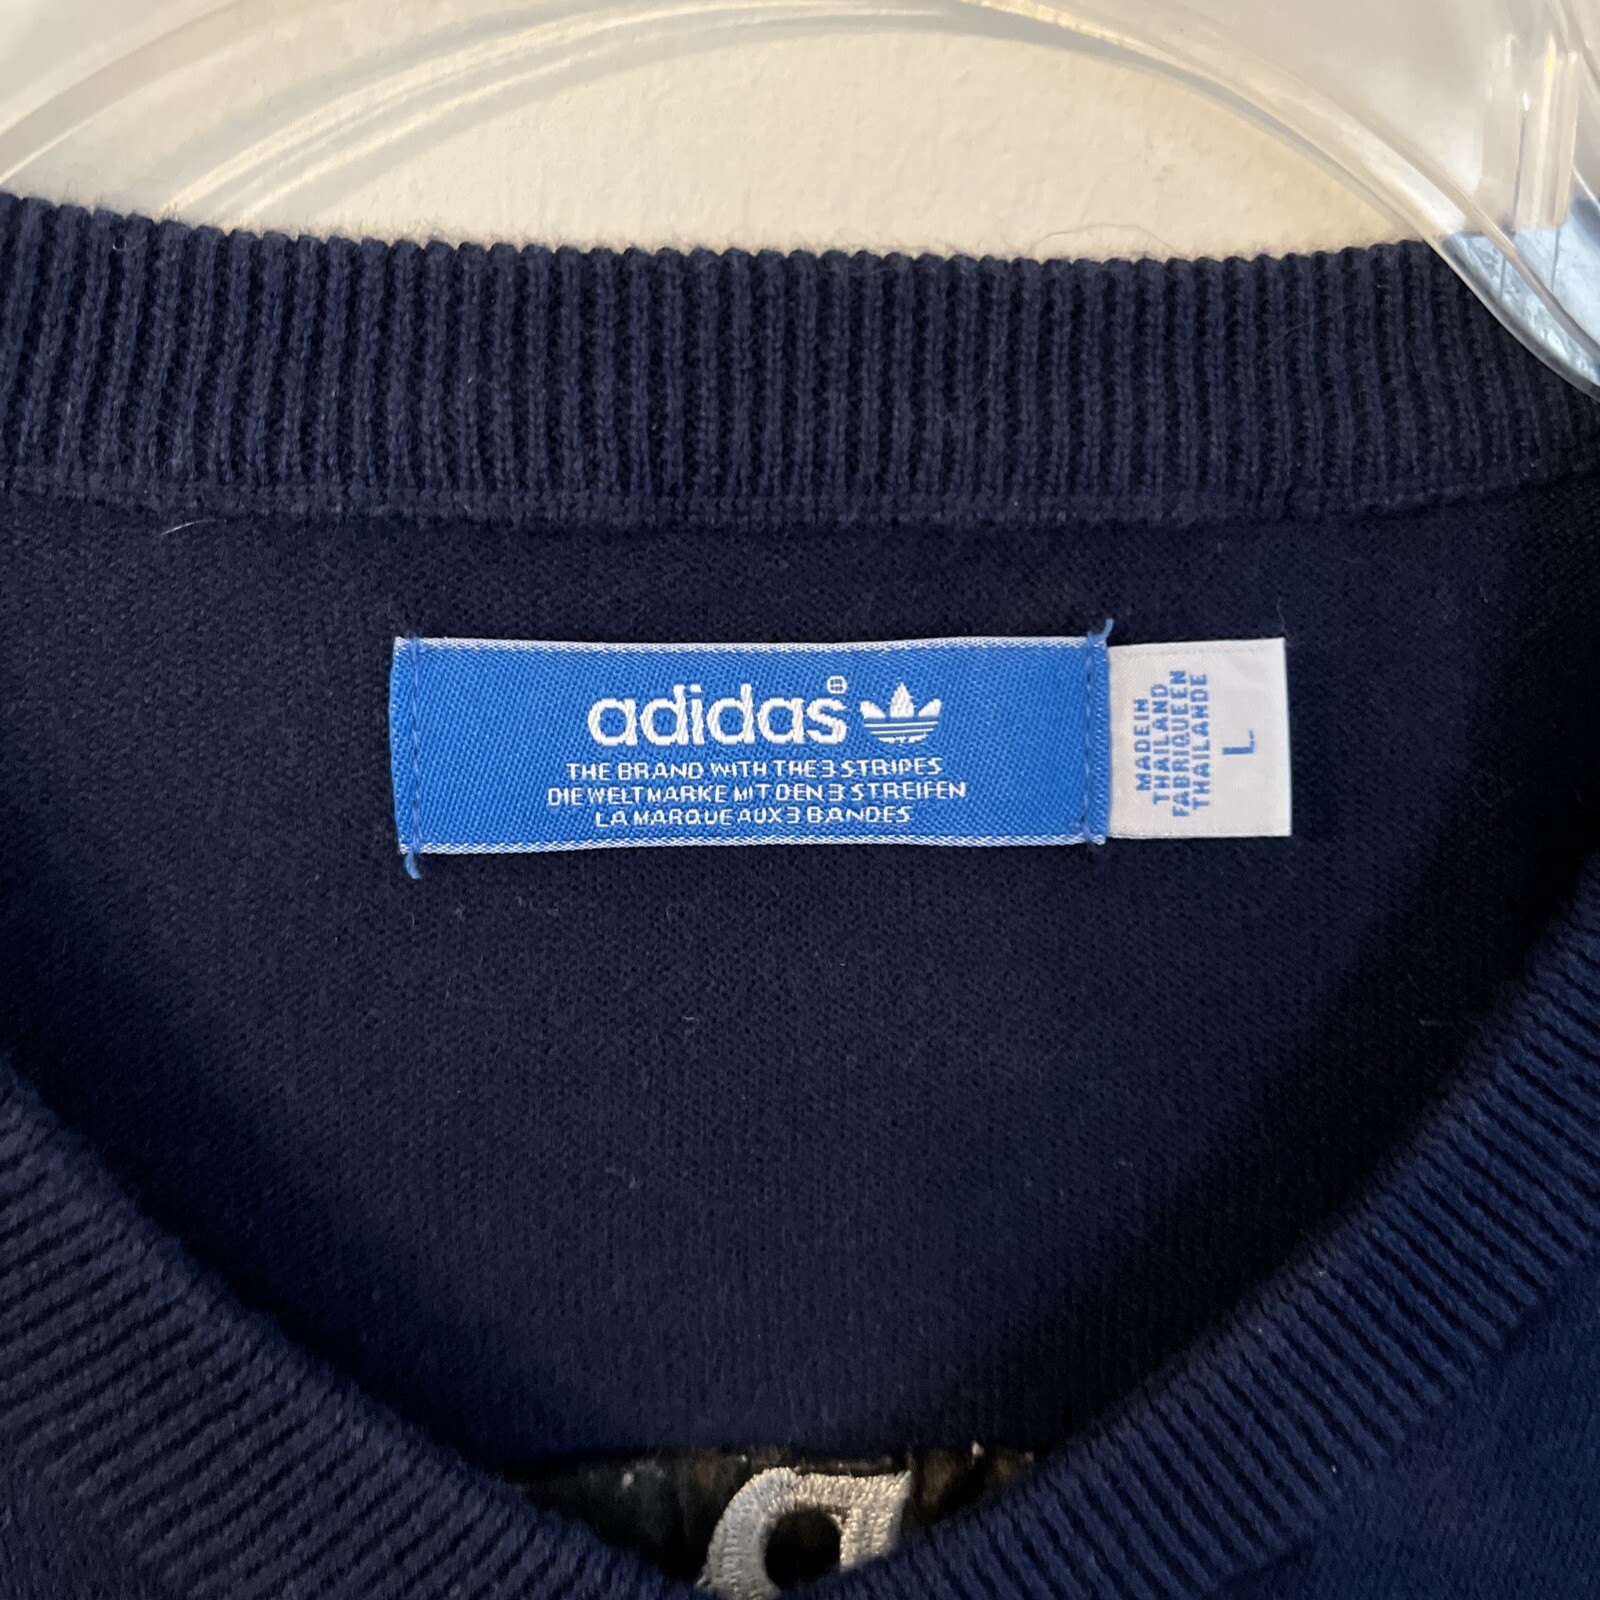 adidas®
THE BRAND WITH THE 3 STRIPES
DIE WELTMARKE MIT DEN 3 STREIFEN
LA MARQUE AUX 3 BANDES
MADE IN
THAILAND
FABRIQUE EN
THAILANDE
L